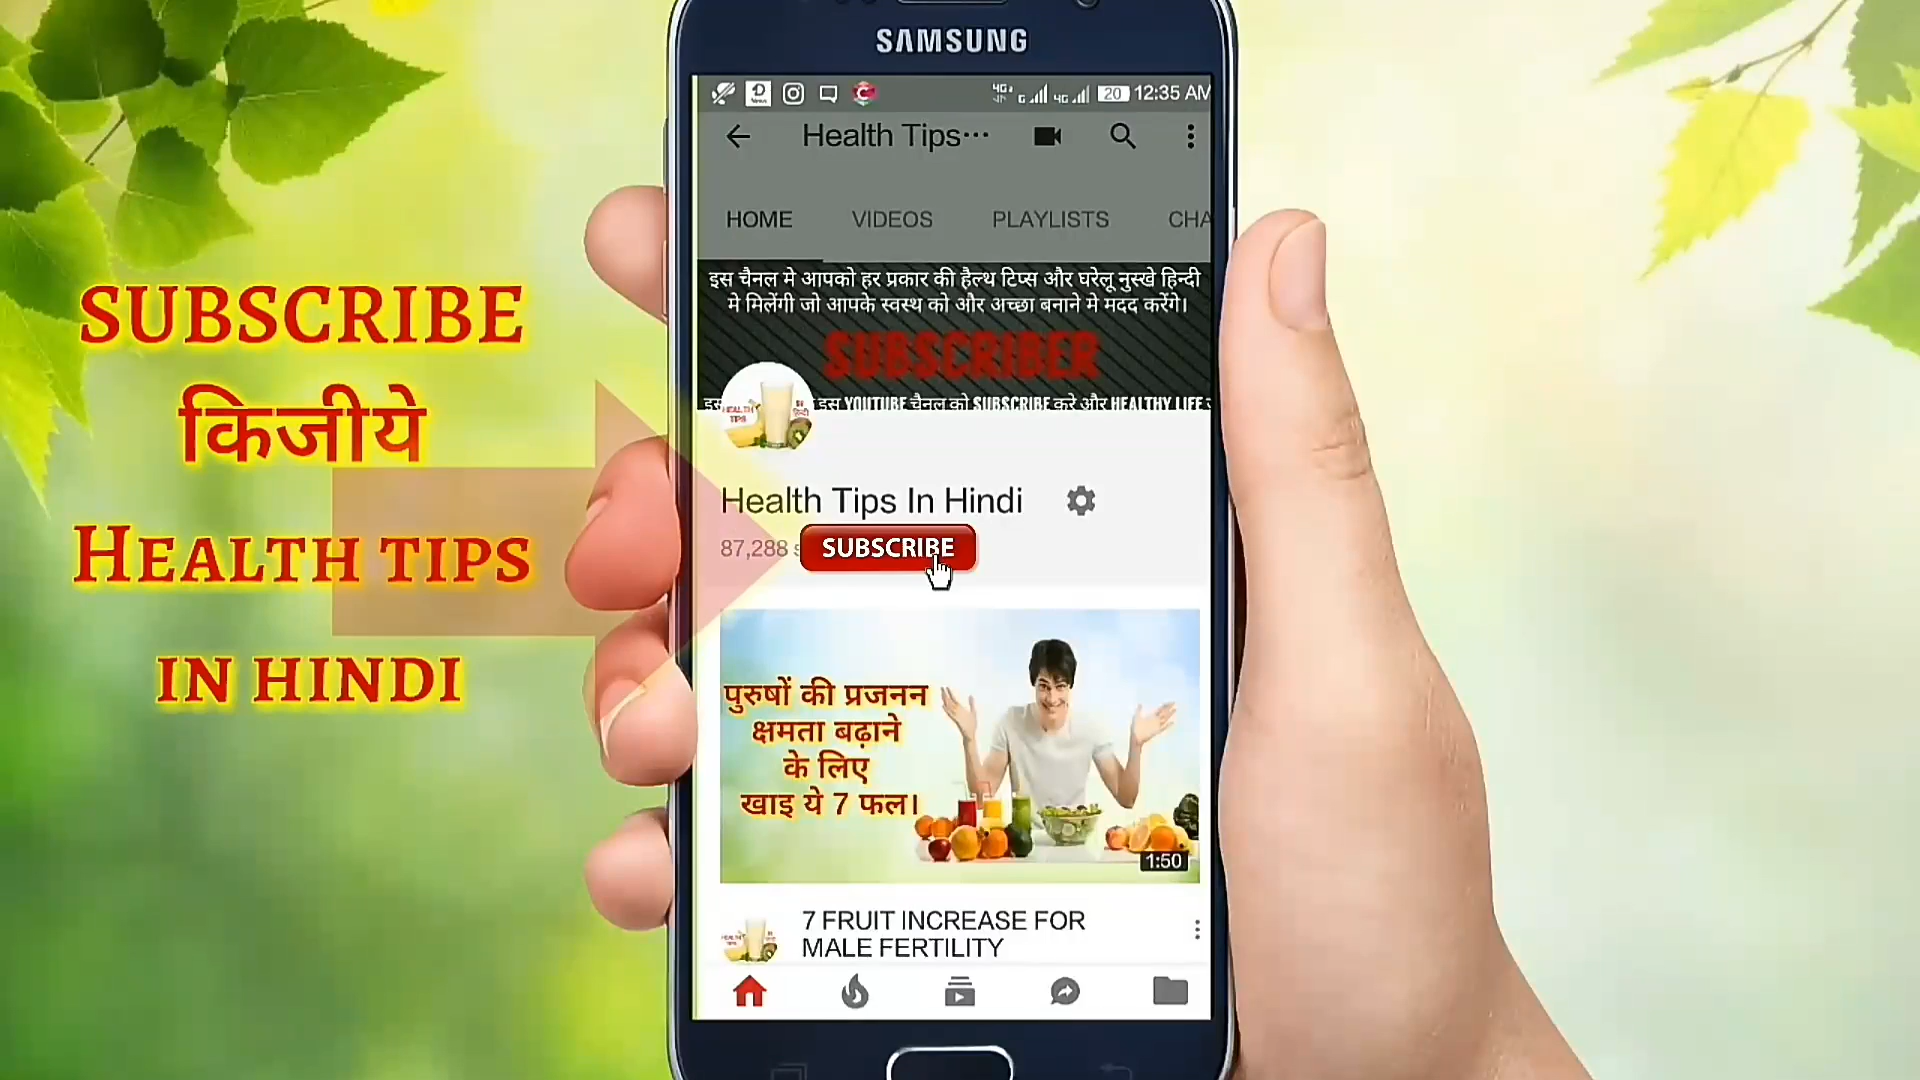 SUBSCRIBE
किजीये
HEALTH TIPS
IN HINDI
SAMSUNG
20 12:35 AM
Health Tips...
HOME VIDEOS PLAYLISTS CHA
इस चैनल मे आपको हर प्रकार की हैल्थ टिप्स और घरेलू नुस्खे हिन्दी
मे मिलेंगी जो आपके स्वस्थ को और अच्छा बनाने मे मदद करेंगे।
SUBSCRIBER
इस YOUTUBE चैनल को SUBSCRIBE करे और HEALTHY LIFE
HEALTH
TIPS
Health Tips In Hindi
87,288 s
SUBSCRIBE
पुरुषों की प्रजनन
क्षमता बढ़ाने
के लिए
खाइ ये 7 फल।
1:50
7 FRUIT INCREASE FOR
MALE FERTILITY